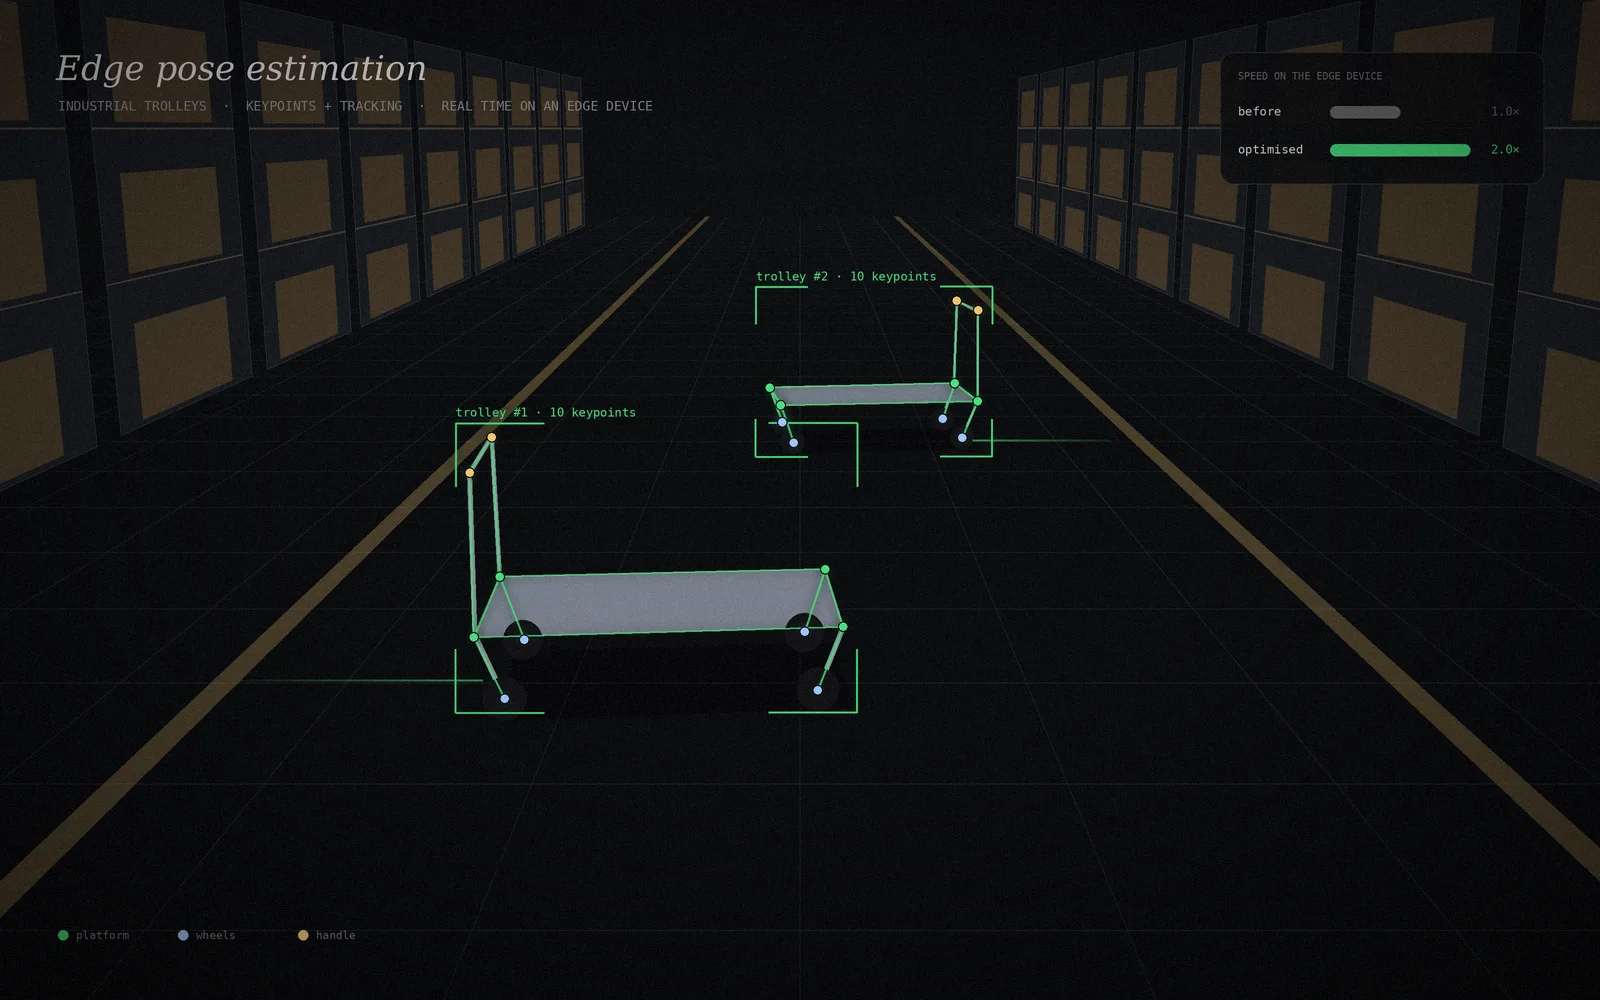 Edge pose estimation
INDUSTRIAL TROLLEYS · KEYPOINTS + TRACKING · REAL TIME ON AN EDGE DEVICE
SPEED ON THE EDGE DEVICE
before 1.0×
optimised 2.0×
trolley #2 · 10 keypoints
trolley #1 · 10 keypoints
platform wheels handle